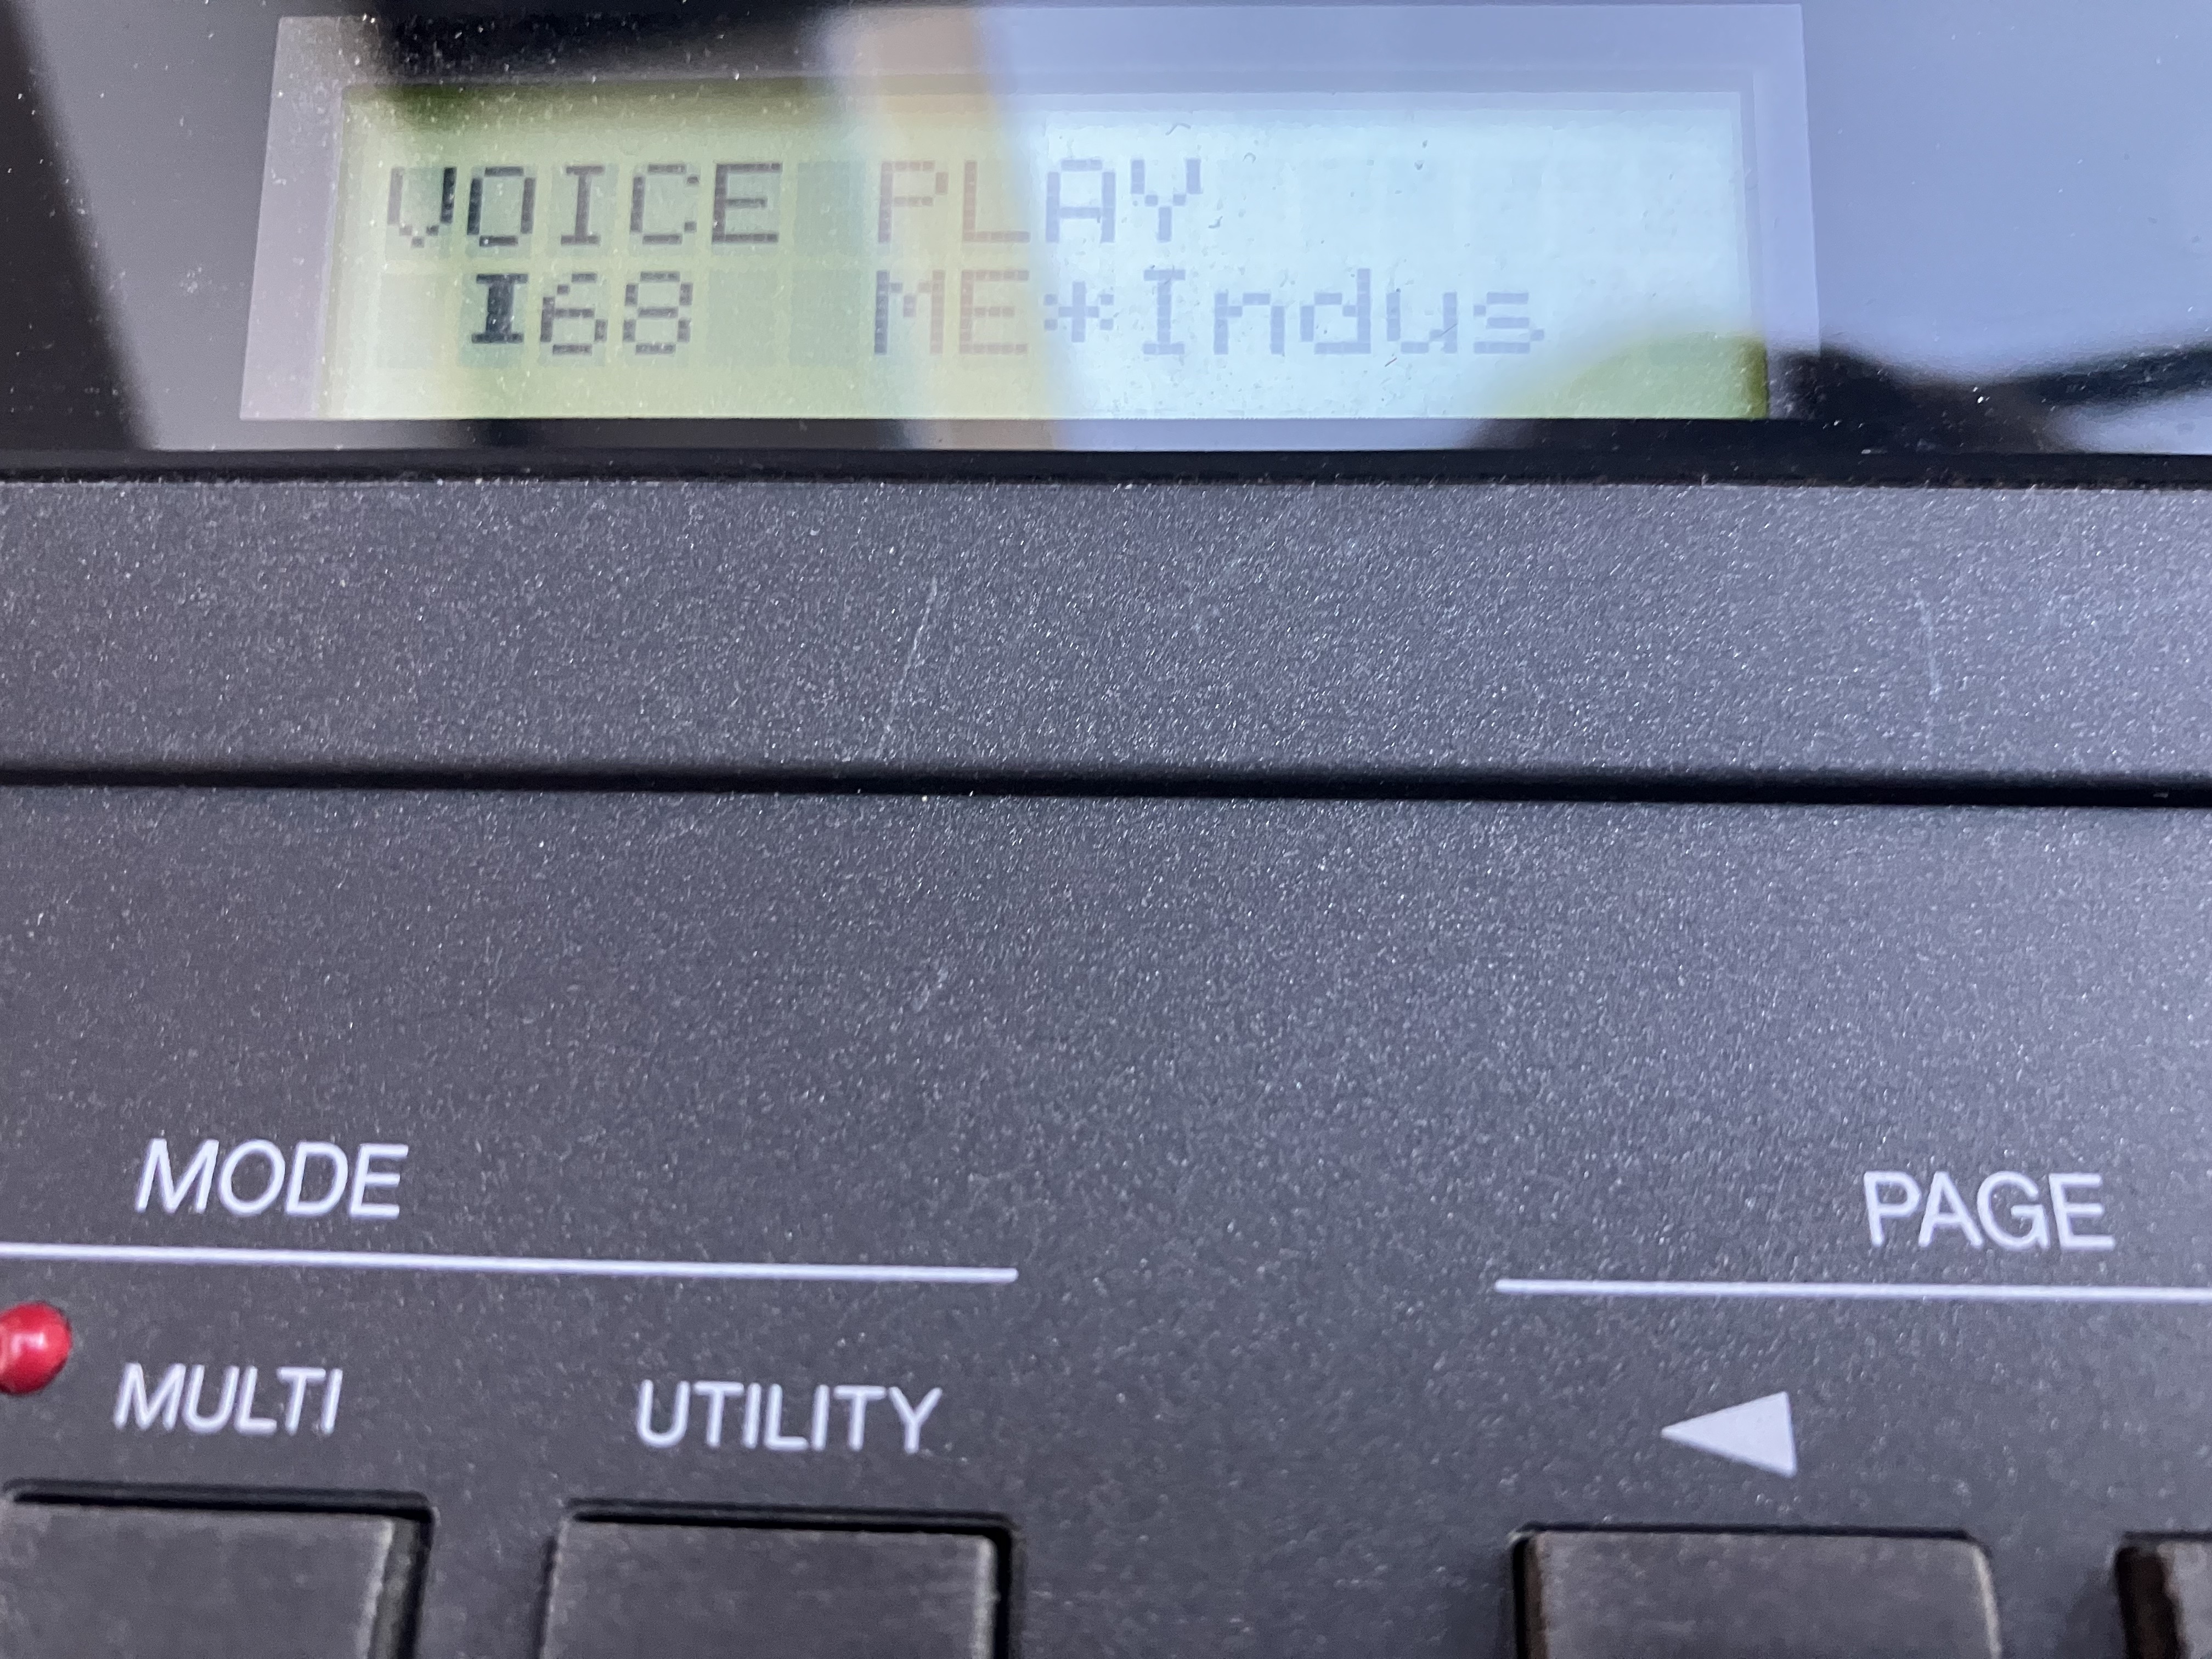 VOICE PLAY
I68 ME*Indus
MODE
PAGE
MULTI
UTILITY